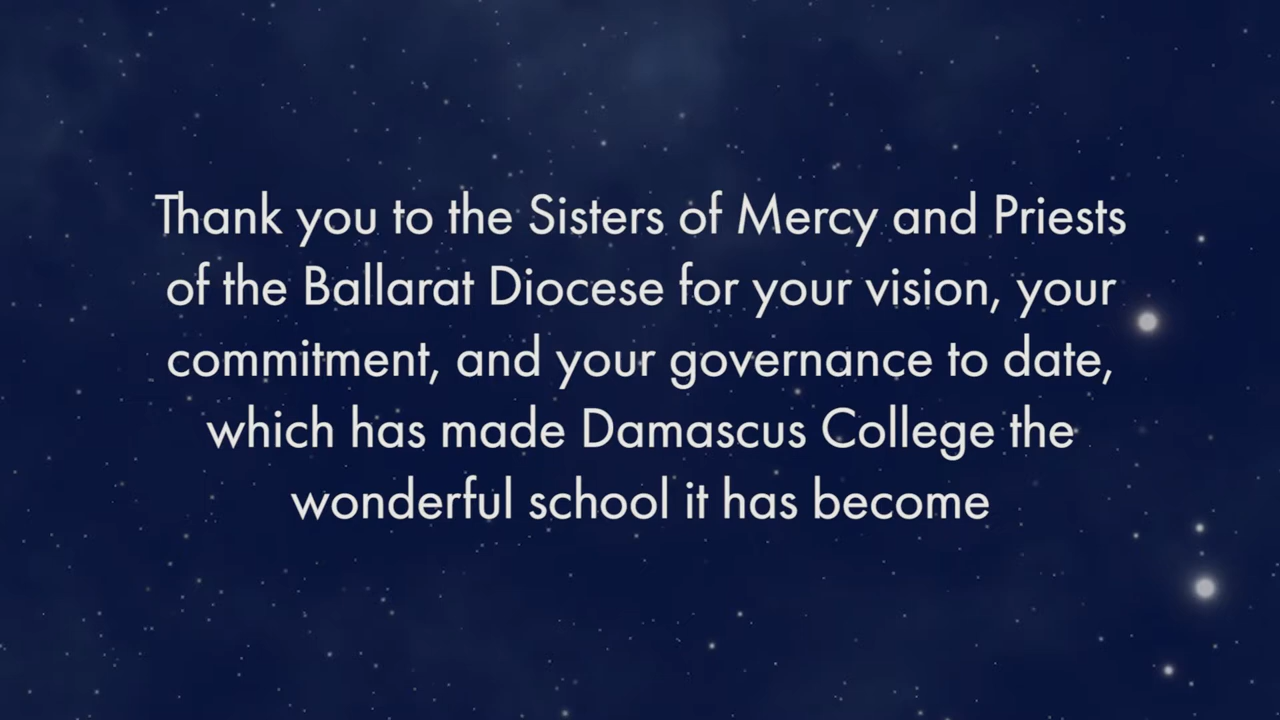 Thank you to the Sisters of Mercy and Priests
of the Ballarat Diocese for your vision, your
commitment, and your governance to date,
which has made Damascus College the
wonderful school it has become